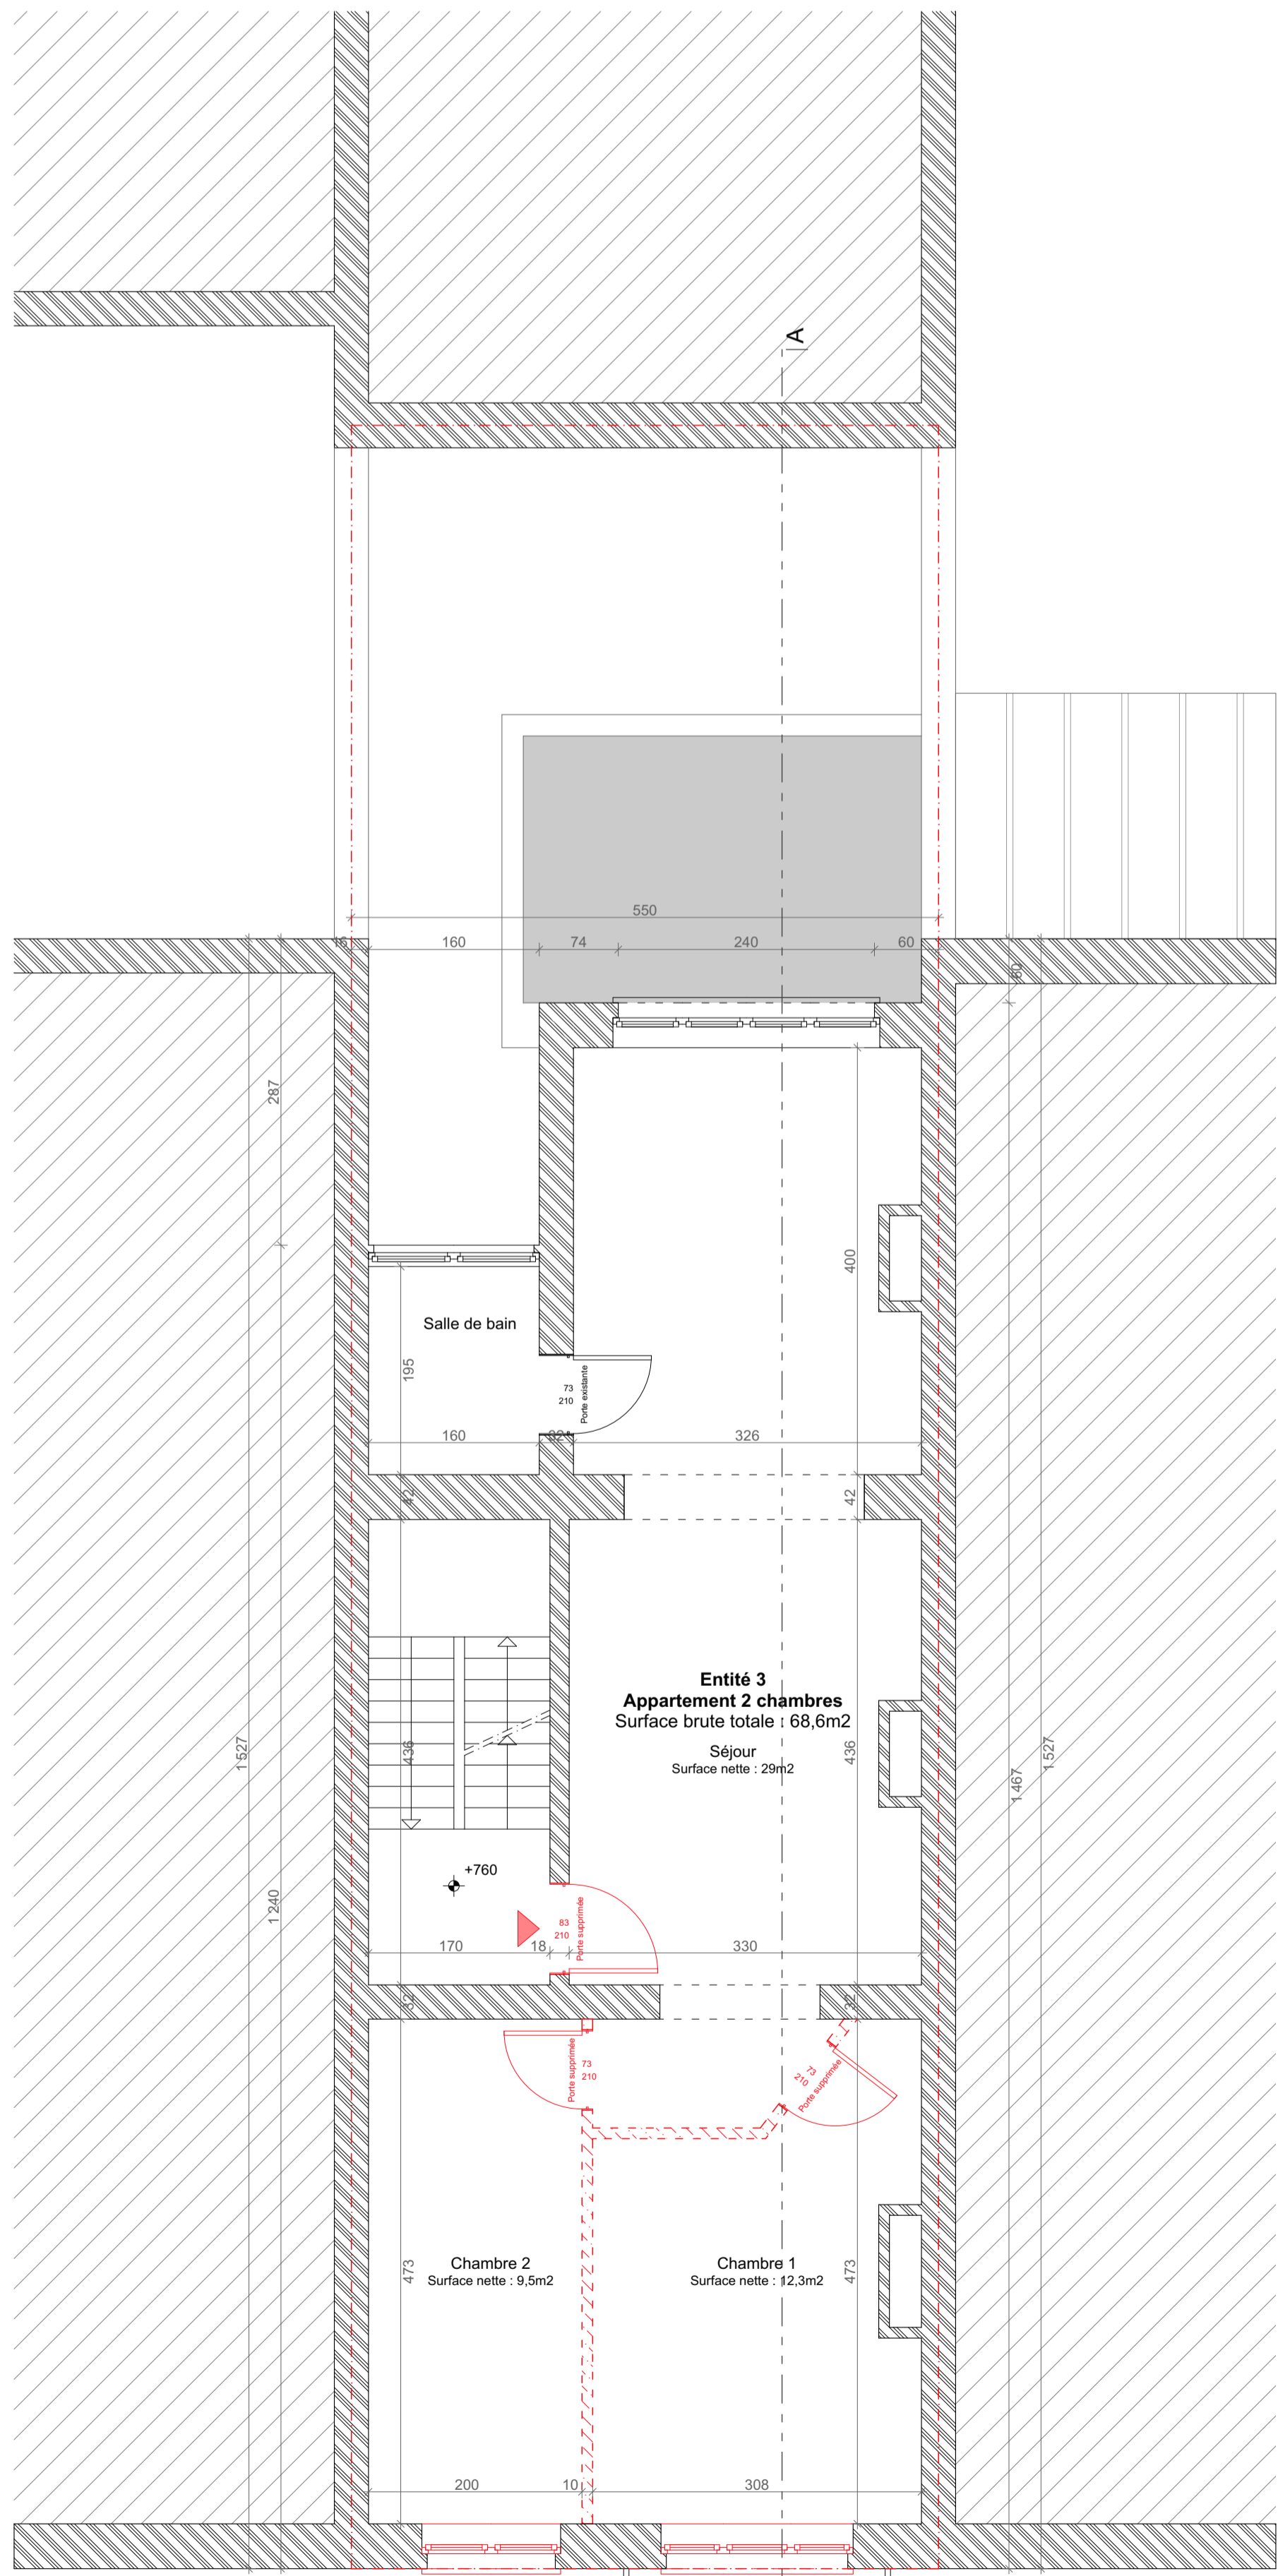 A
550
16
160
74
240
60
60
287
400
Salle de bain
195
73
210
Porte existante
160
32
326
42
42
Entité 3
Appartement 2 chambres
Surface brute totale : 68,6m2
Séjour
Surface nette : 29m2
436
436
1 527
1 467
1 527
+760
1 240
83
210
Porte supprimée
170
18
330
32
32
Porte supprimée
73
210
73
210
Porte supprimée
Chambre 2
Surface nette : 9,5m2
Chambre 1
Surface nette : 12,3m2
473
473
200
10
308